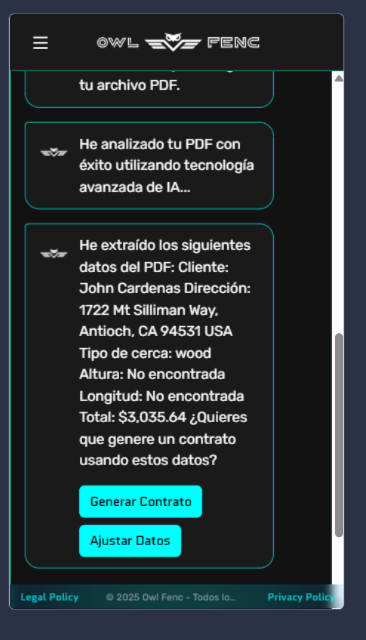 OWL FENC
tu archivo PDF.
He analizado tu PDF con
éxito utilizando tecnología
avanzada de IA...
He extraído los siguientes
datos del PDF: Cliente:
John Cardenas Dirección:
1722 Mt Silliman Way,
Antioch, CA 94531 USA
Tipo de cerca: wood
Altura: No encontrada
Longitud: No encontrada
Total: $3,035.64 ¿Quieres
que genere un contrato
usando estos datos?
Generar Contrato
Ajustar Datos
Legal Policy © 2025 Owl Fenc - Todos lo... Privacy Policy